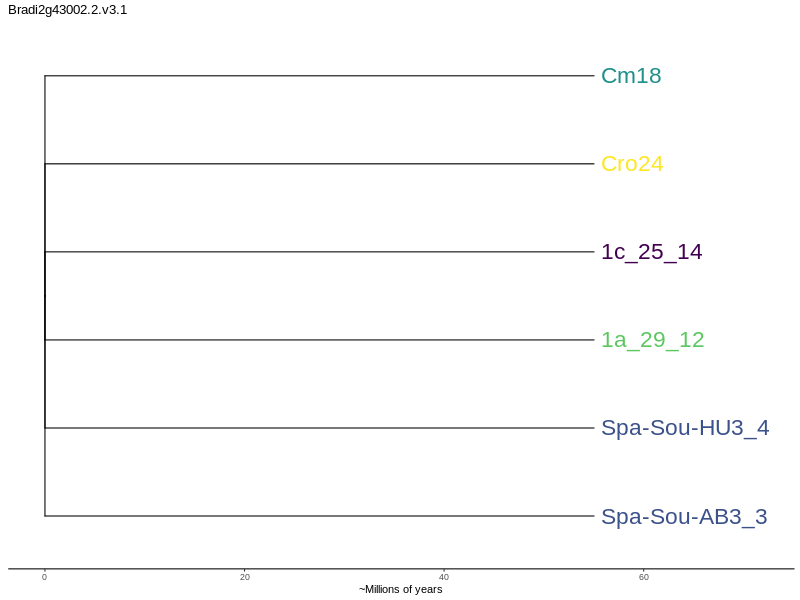 Bradi2g43002.2.v3.1
Cm18
Cro24
1c_25_14
1a_29_12
Spa-Sou-HU3_4
Spa-Sou-AB3_3
0 20 40 60
~Millions of years